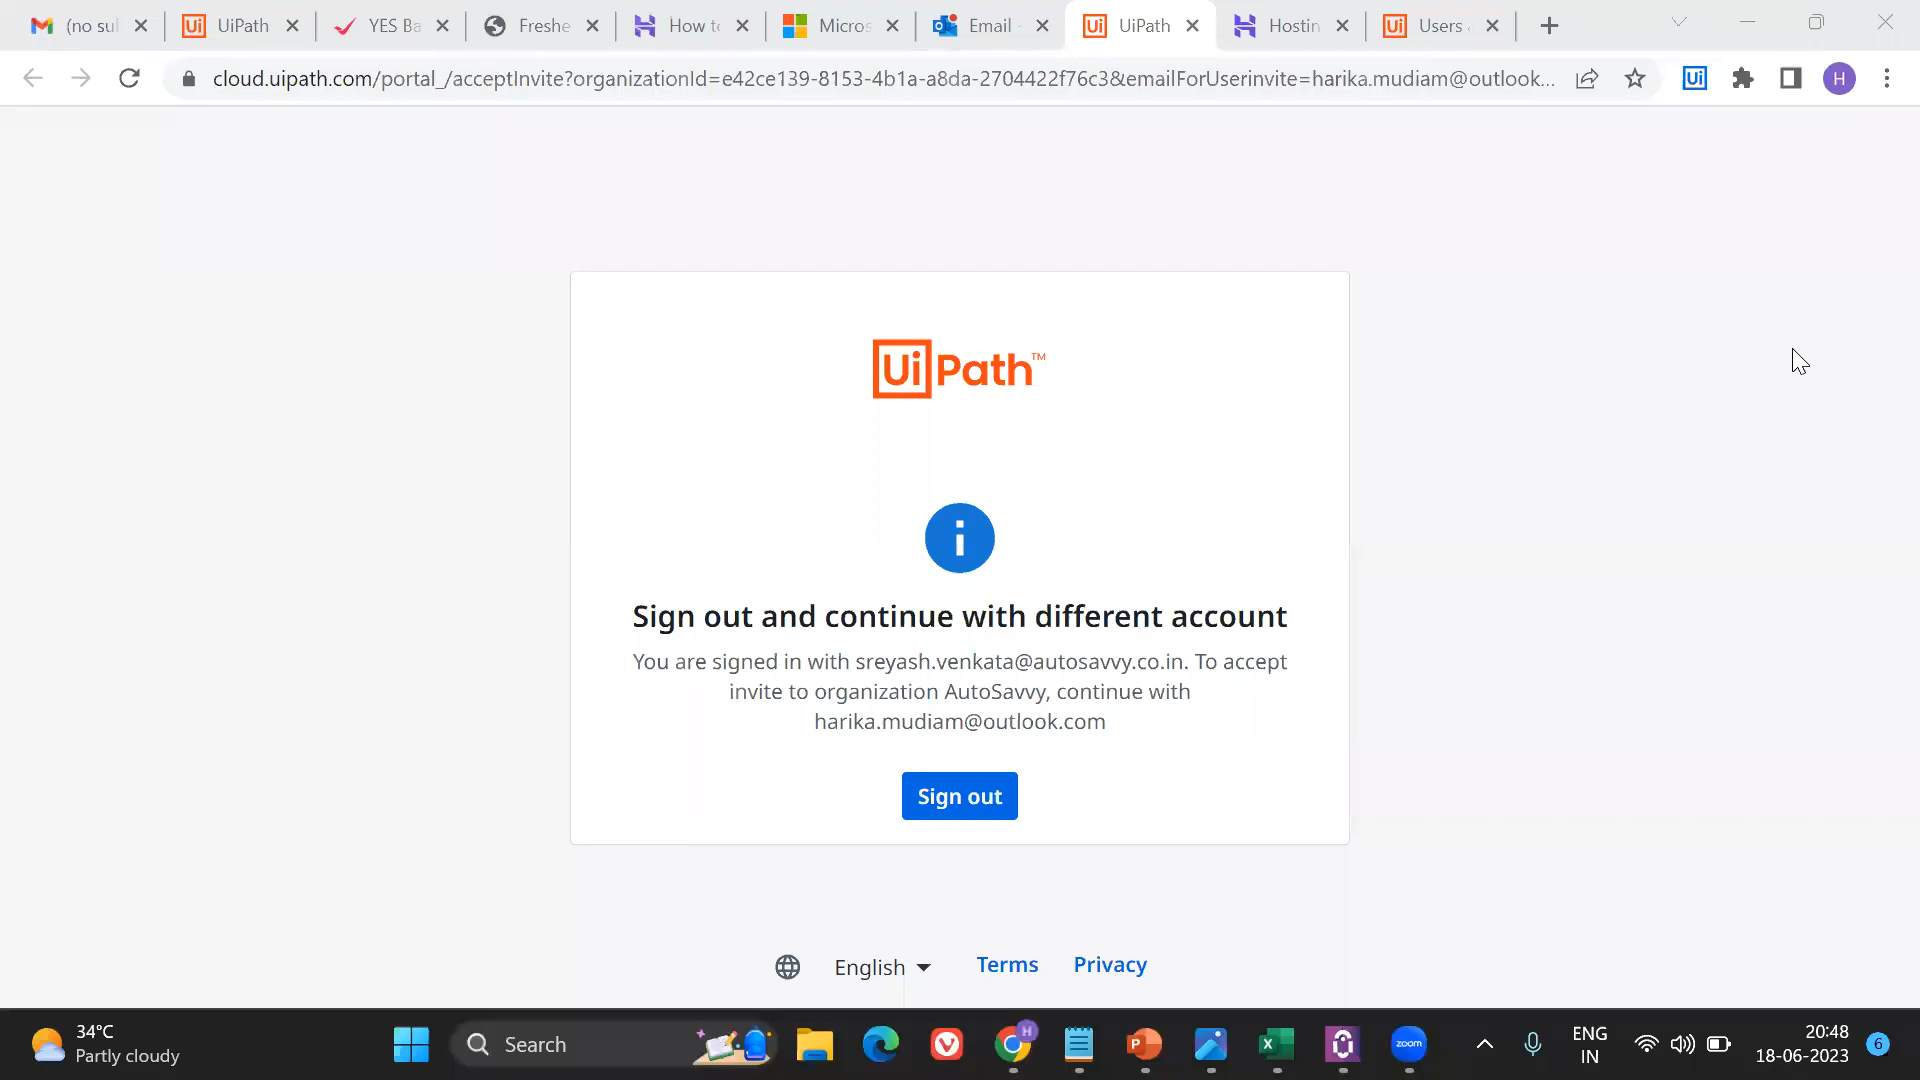 (no sul
UiPath
YES Ba
Freshe
How to
Micros
Email -
UiPath
Hostin
Users
cloud.uipath.com/portal_/acceptInvite?organizationId=e42ce139-8153-4b1a-a8da-2704422f76c3&emailForUserinvite=harika.mudiam@outlook...
Ui
H
UiPath™
Sign out and continue with different account
You are signed in with sreyash.venkata@autosavvy.co.in. To accept
invite to organization AutoSavvy, continue with
harika.mudiam@outlook.com
Sign out
English
Terms
Privacy
34°C
Partly cloudy
Search
H
zoom
ENG
IN
20:48
18-06-2023
6